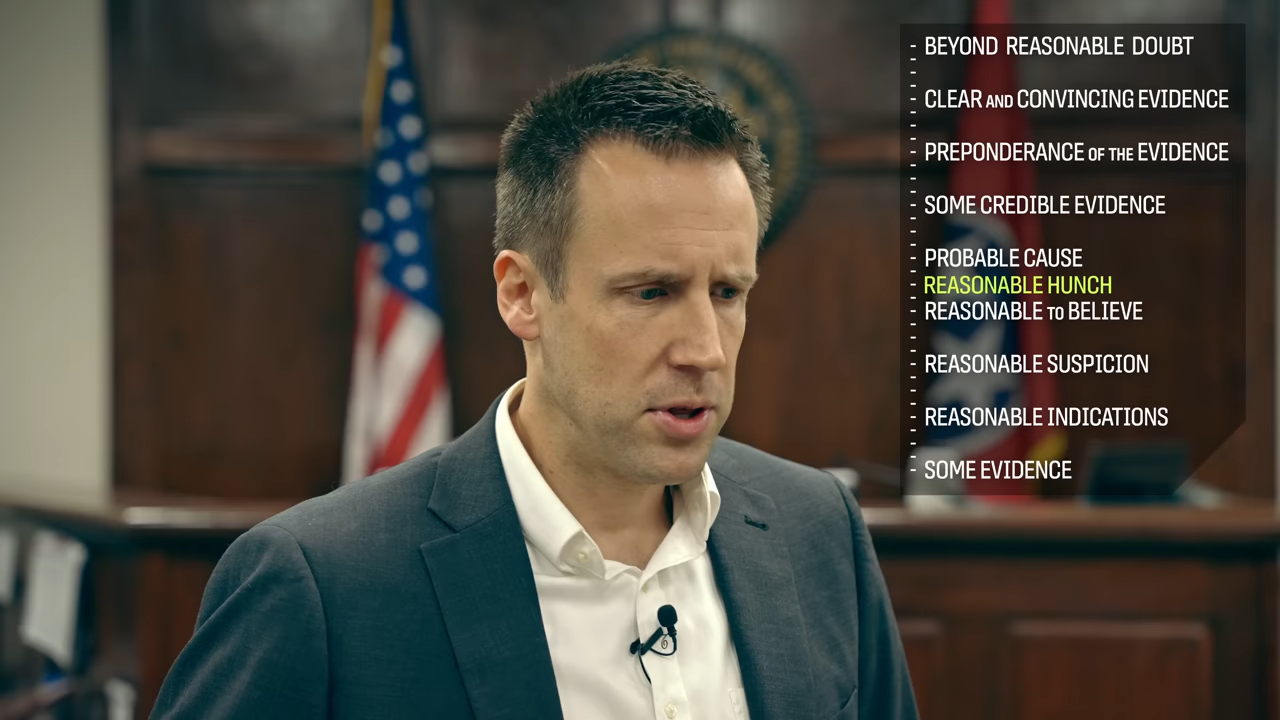 - BEYOND REASONABLE DOUBT
- CLEAR AND CONVINCING EVIDENCE
- PREPONDERANCE OF THE EVIDENCE
- SOME CREDIBLE EVIDENCE
- PROBABLE CAUSE
- REASONABLE HUNCH
- REASONABLE TO BELIEVE
- REASONABLE SUSPICION
- REASONABLE INDICATIONS
- SOME EVIDENCE